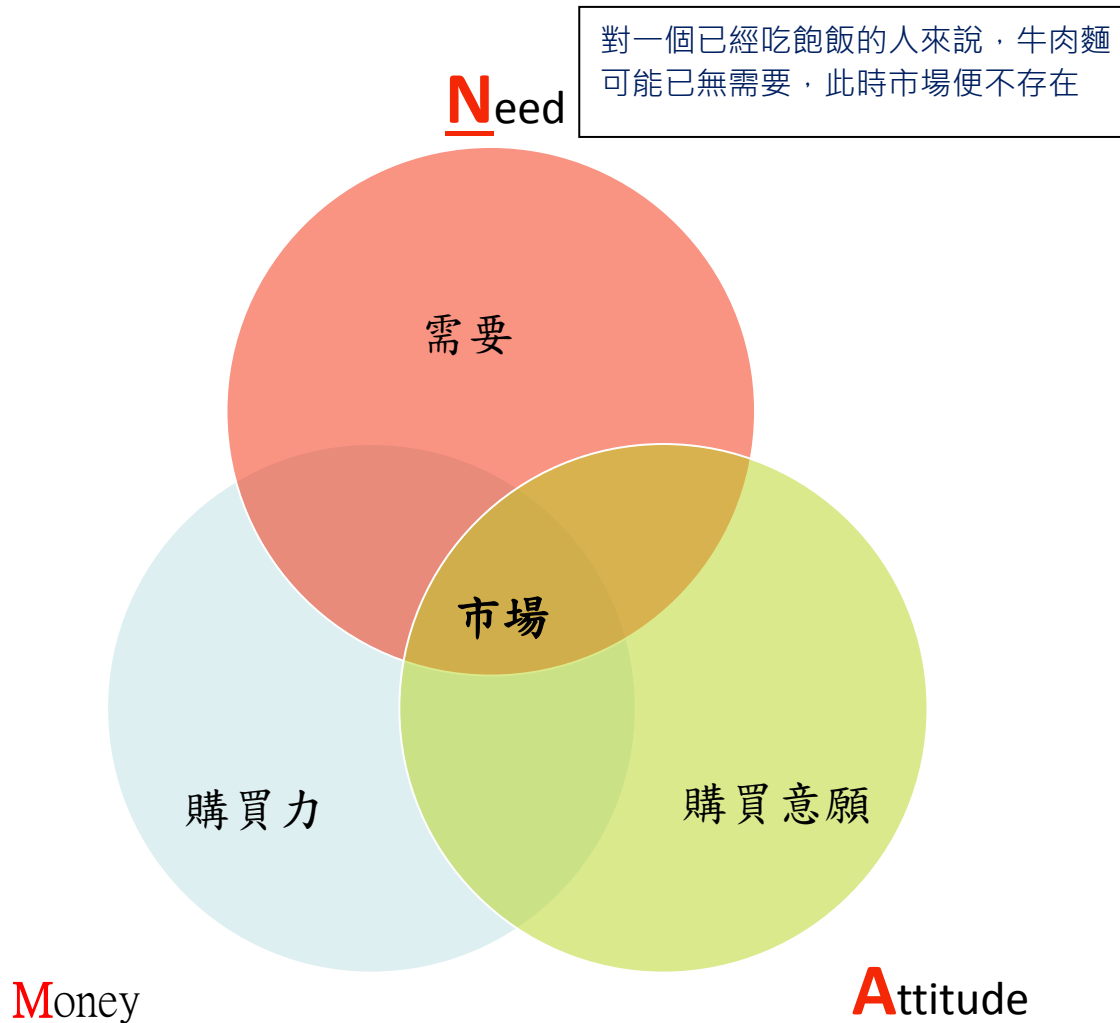 對一個已經吃飽飯的人來說，牛肉麵
可能已無需要，此時市場便不存在
Need
需要
市場
購買力
購買意願
Money
Attitude